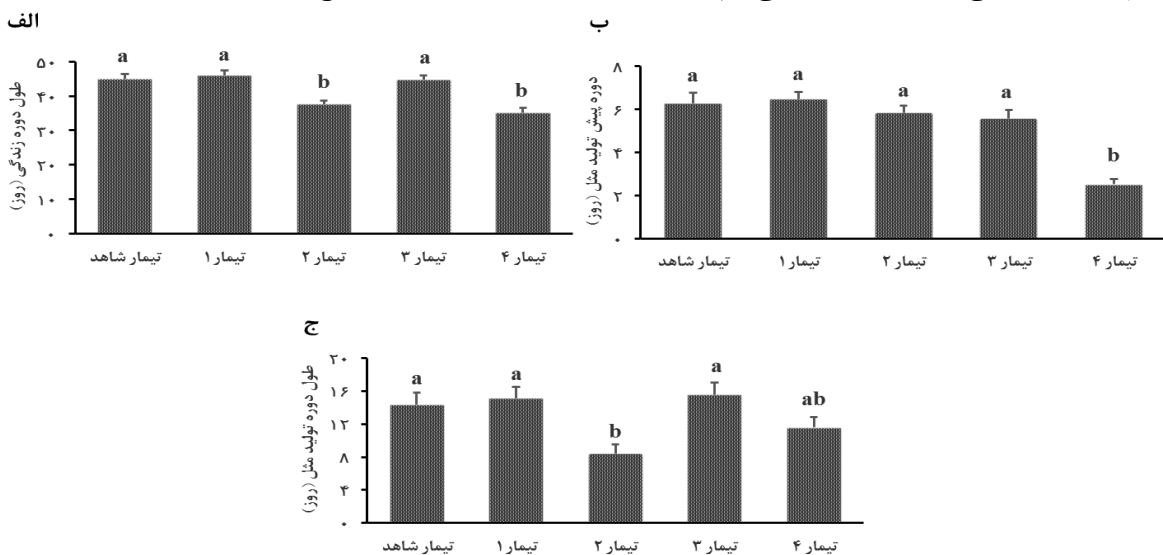 الف
a
a
b
a
b
طول دوره زندگی (روز)
۵۰
۴۰
۳۰
۲۰
۱۰
۰
تیمار شاهد
تیمار ۱
تیمار ۲
تیمار ۳
تیمار ۴
ب
a
a
a
a
b
دوره پیش تولید مثل (روز)
۸
۶
۴
۲
۰
تیمار شاهد
تیمار ۱
تیمار ۲
تیمار ۳
تیمار ۴
ج
a
a
b
a
ab
طول دوره تولید مثل (روز)
۲۰
۱۶
۱۲
۸
۴
۰
تیمار شاهد
تیمار ۱
تیمار ۲
تیمار ۳
تیمار ۴